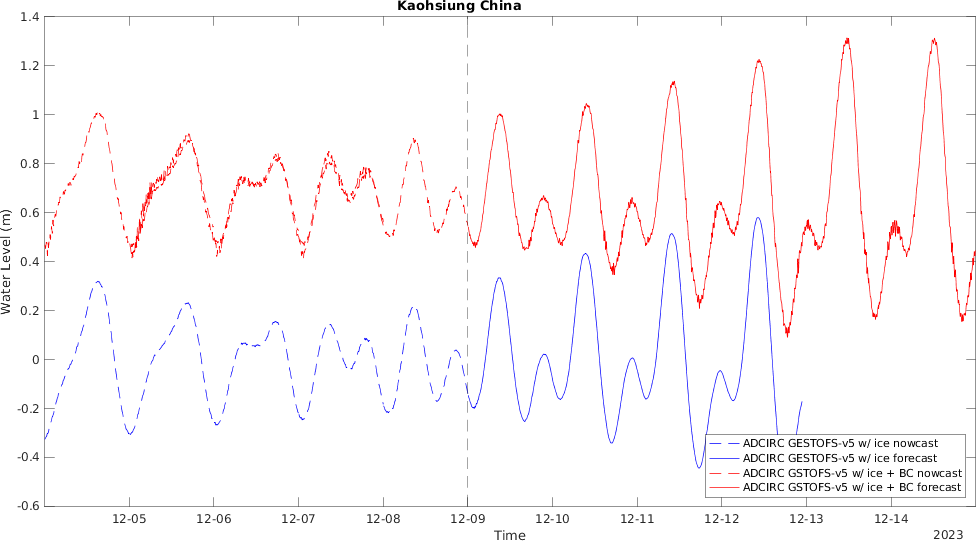 Kaohsiung China
1.4
1.2
1
0.8
0.6
0.4
0.2
0
-0.2
-0.4
-0.6
Water Level (m)
ADCIRC GESTOFS-v5 w/ ice nowcast
ADCIRC GESTOFS-v5 w/ ice forecast
ADCIRC GSTOFS-v5 w/ ice + BC nowcast
ADCIRC GSTOFS-v5 w/ ice + BC forecast
12-05 12-06 12-07 12-08 12-09 12-10 12-11 12-12 12-13 12-14
Time
2023